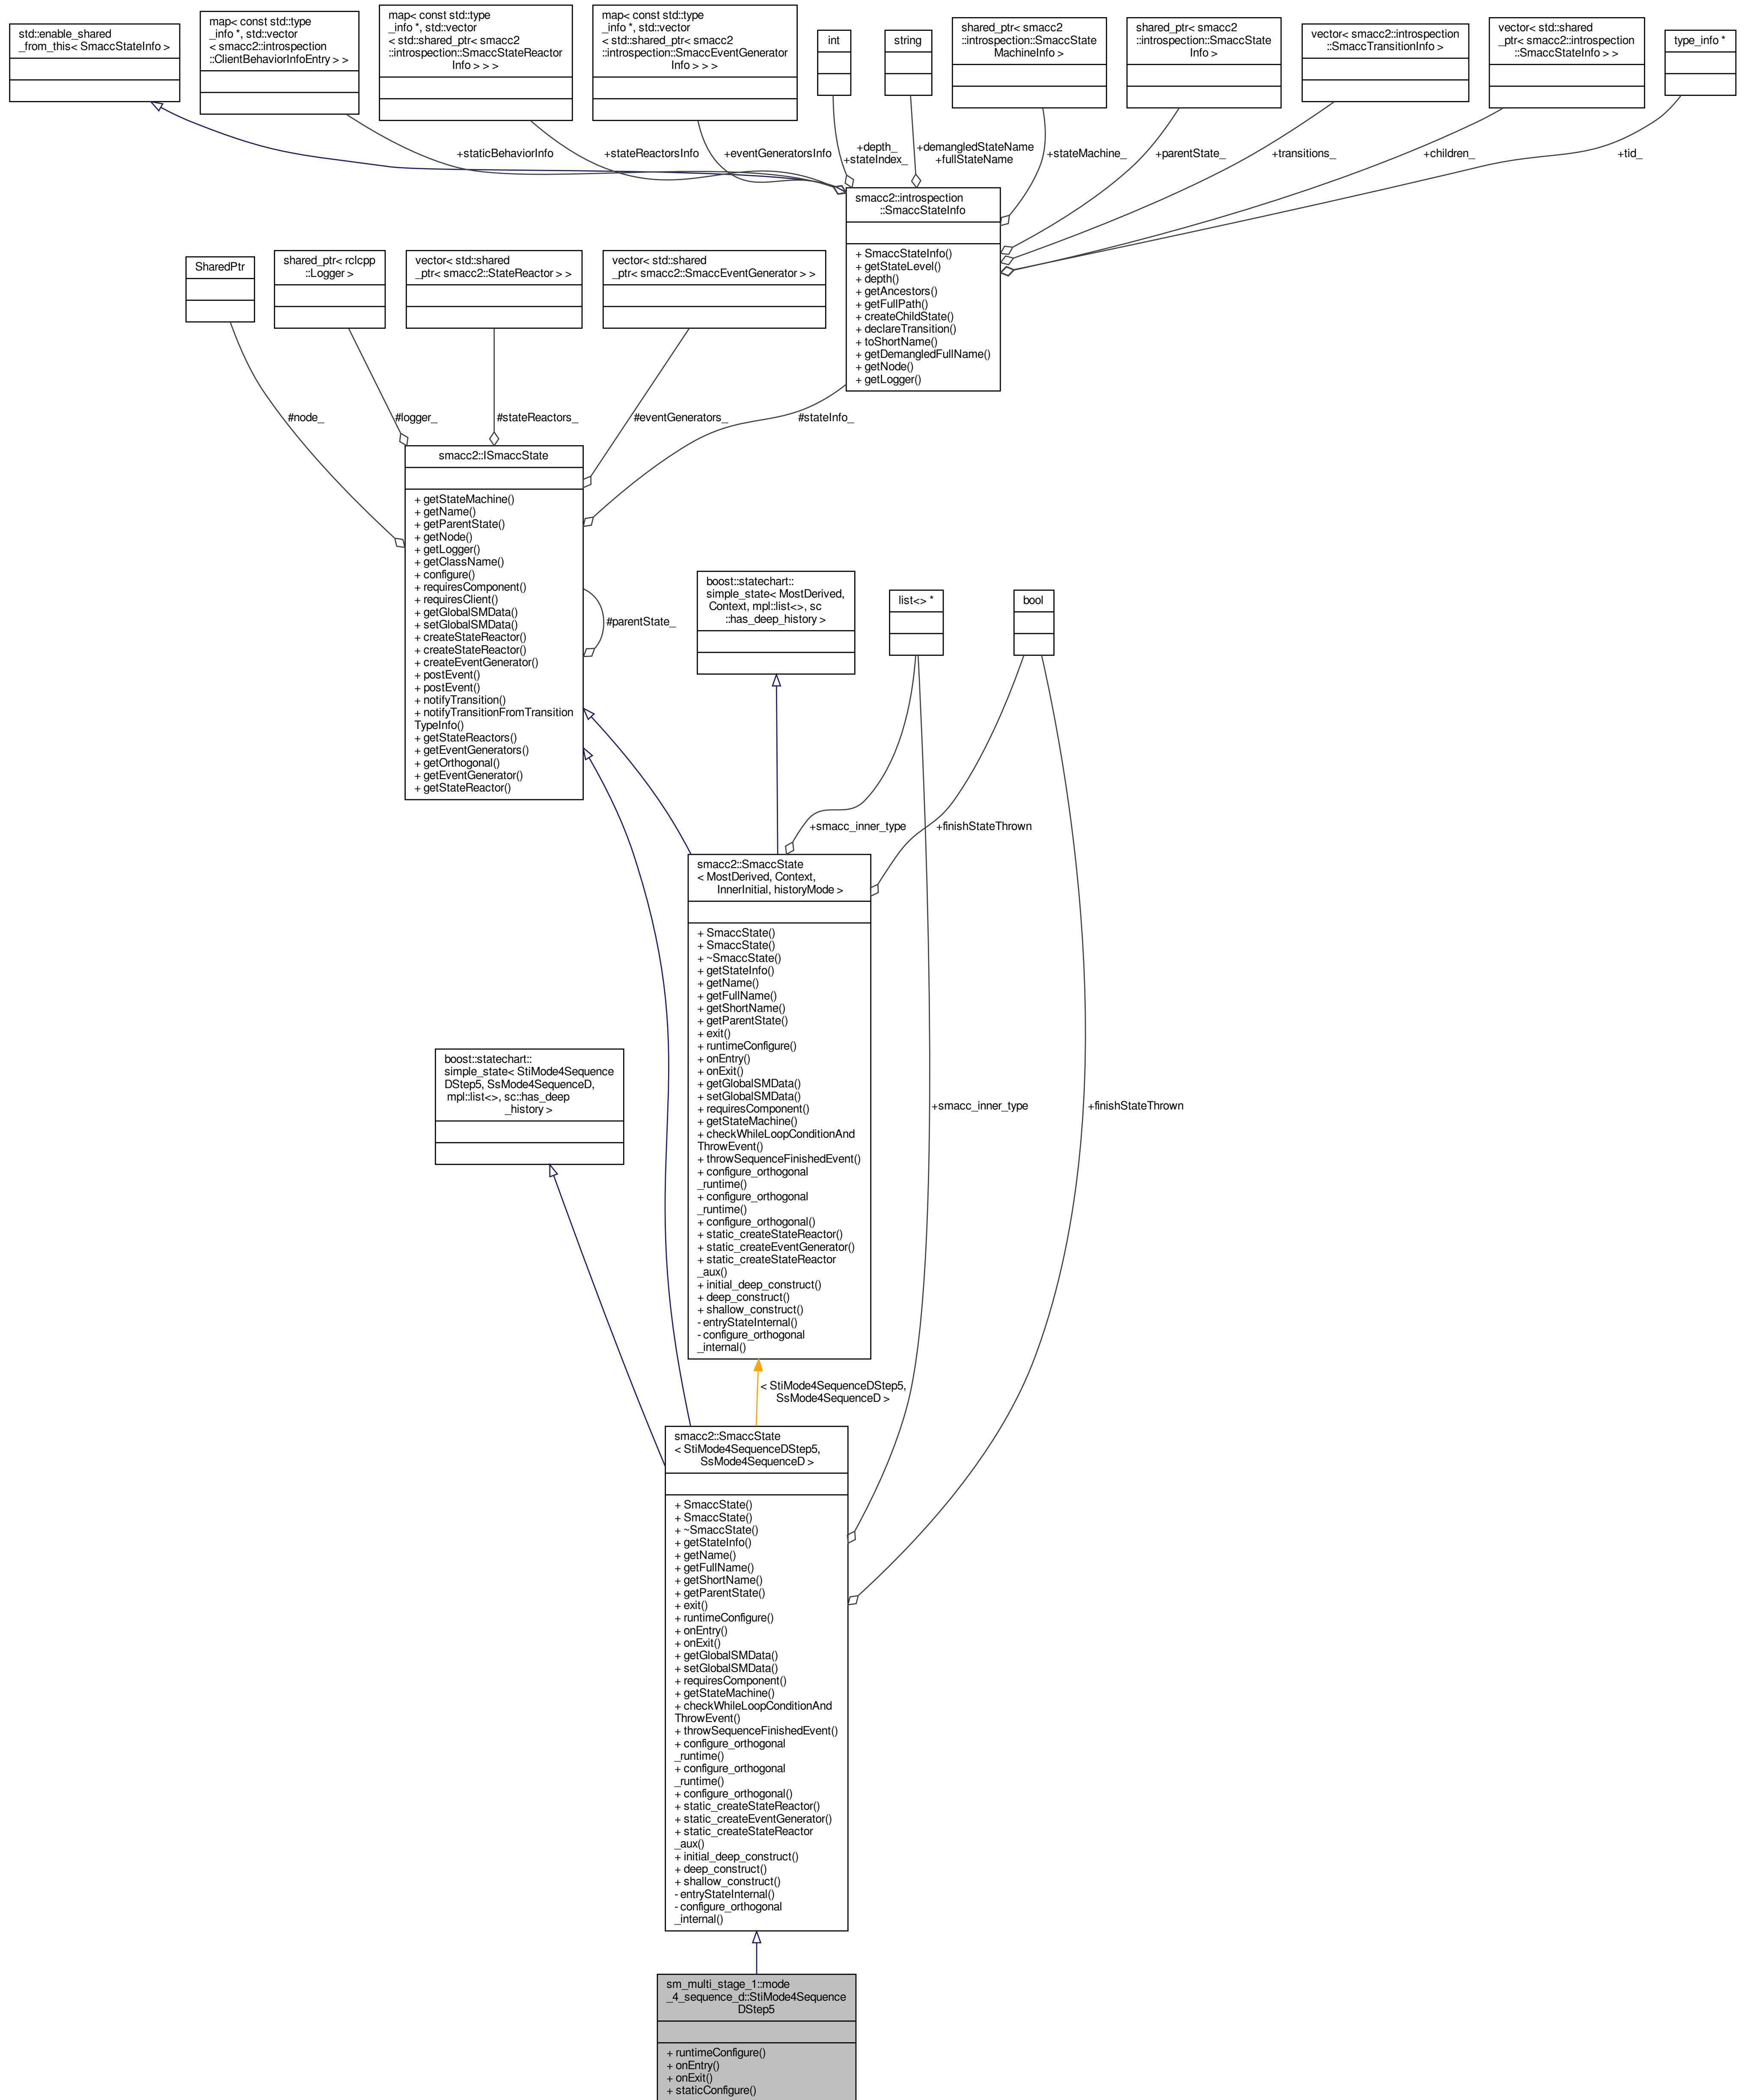 std::enable_shared
_from_this< SmaccStateInfo >
map< const std::type
_info *, std::vector
< smacc2::introspection
::ClientBehaviorInfoEntry > >
map< const std::type
_info *, std::vector
< std::shared_ptr< smacc2
::introspection::SmaccStateReactor
Info > > >
map< const std::type
_info *, std::vector
< std::shared_ptr< smacc2
::introspection::SmaccEventGenerator
Info > > >
int
string
shared_ptr< smacc2
::introspection::SmaccState
MachineInfo >
shared_ptr< smacc2
::introspection::SmaccState
Info >
vector< smacc2::introspection
::SmaccTransitionInfo >
vector< std::shared
_ptr< smacc2::introspection
::SmaccStateInfo > >
type_info *
+staticBehaviorInfo
+stateReactorsInfo
+eventGeneratorsInfo
+depth_
+stateIndex_
+demangledStateName
+fullStateName
+stateMachine_
+parentState_
+transitions_
+children_
+tid_
smacc2::introspection
::SmaccStateInfo
+ SmaccStateInfo()
+ getStateLevel()
+ depth()
+ getAncestors()
+ getFullPath()
+ createChildState()
+ declareTransition()
+ toShortName()
+ getDemangledFullName()
+ getNode()
+ getLogger()
SharedPtr
shared_ptr< rclcpp
::Logger >
vector< std::shared
_ptr< smacc2::StateReactor > >
vector< std::shared
_ptr< smacc2::SmaccEventGenerator > >
#node_
#logger_
#stateReactors_
#eventGenerators_
#stateInfo_
smacc2::ISmaccState
+ getStateMachine()
+ getName()
+ getParentState()
+ getNode()
+ getLogger()
+ getClassName()
+ configure()
+ requiresComponent()
+ requiresClient()
+ getGlobalSMData()
+ setGlobalSMData()
+ createStateReactor()
+ createStateReactor()
+ createEventGenerator()
+ postEvent()
+ postEvent()
+ notifyTransition()
+ notifyTransitionFromTransition
TypeInfo()
+ getStateReactors()
+ getEventGenerators()
+ getOrthogonal()
+ getEventGenerator()
+ getStateReactor()
#parentState_
boost::statechart::
simple_state< MostDerived,
Context, mpl::list<>, sc
::has_deep_history >
list<> *
bool
+smacc_inner_type
+finishStateThrown
smacc2::SmaccState
< MostDerived, Context,
InnerInitial, historyMode >
+ SmaccState()
+ SmaccState()
+ ~SmaccState()
+ getStateInfo()
+ getName()
+ getFullName()
+ getShortName()
+ getParentState()
+ exit()
+ runtimeConfigure()
+ onEntry()
+ onExit()
+ getGlobalSMData()
+ setGlobalSMData()
+ requiresComponent()
+ getStateMachine()
+ checkWhileLoopConditionAnd
ThrowEvent()
+ throwSequenceFinishedEvent()
+ configure_orthogonal
_runtime()
+ configure_orthogonal
_runtime()
+ configure_orthogonal()
+ static_createStateReactor()
+ static_createEventGenerator()
+ static_createStateReactor
_aux()
+ initial_deep_construct()
+ deep_construct()
+ shallow_construct()
- entryStateInternal()
- configure_orthogonal
_internal()
boost::statechart::
simple_state< StiMode4Sequence
DStep5, SsMode4SequenceD,
mpl::list<>, sc::has_deep
_history >
+smacc_inner_type
+finishStateThrown
< StiMode4SequenceDStep5,
SsMode4SequenceD >
smacc2::SmaccState
< StiMode4SequenceDStep5,
SsMode4SequenceD >
+ SmaccState()
+ SmaccState()
+ ~SmaccState()
+ getStateInfo()
+ getName()
+ getFullName()
+ getShortName()
+ getParentState()
+ exit()
+ runtimeConfigure()
+ onEntry()
+ onExit()
+ getGlobalSMData()
+ setGlobalSMData()
+ requiresComponent()
+ getStateMachine()
+ checkWhileLoopConditionAnd
ThrowEvent()
+ throwSequenceFinishedEvent()
+ configure_orthogonal
_runtime()
+ configure_orthogonal
_runtime()
+ configure_orthogonal()
+ static_createStateReactor()
+ static_createEventGenerator()
+ static_createStateReactor
_aux()
+ initial_deep_construct()
+ deep_construct()
+ shallow_construct()
- entryStateInternal()
- configure_orthogonal
_internal()
sm_multi_stage_1::mode
_4_sequence_d::StiMode4Sequence
DStep5
+ runtimeConfigure()
+ onEntry()
+ onExit()
+ staticConfigure()